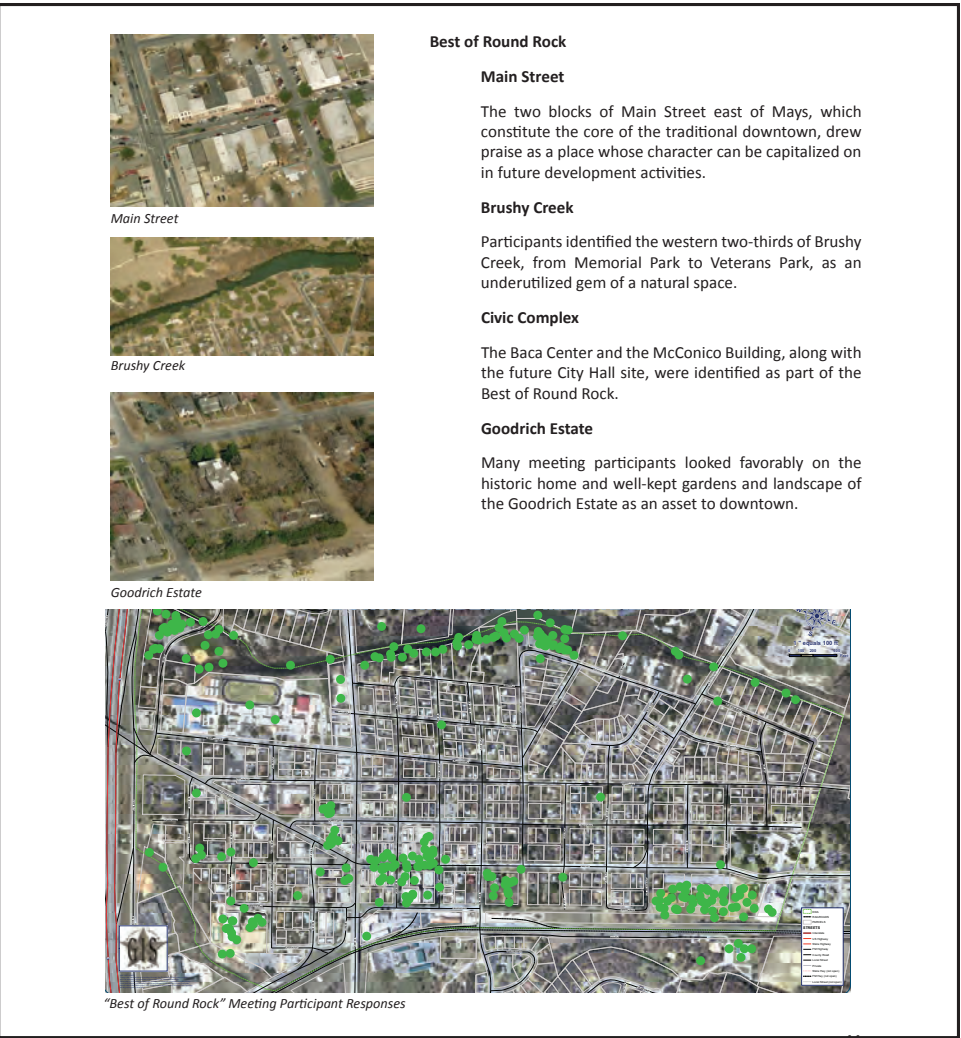 Best of Round Rock
Main Street
The two blocks of Main Street east of Mays, which
constitute the core of the traditional downtown, drew
praise as a place whose character can be capitalized on
in future development activities.
Main Street
Brushy Creek
Participants identified the western two-thirds of Brushy
Creek, from Memorial Park to Veterans Park, as an
underutilized gem of a natural space.
Civic Complex
Brushy Creek
The Baca Center and the McConico Building, along with
the future City Hall site, were identified as part of the
Best of Round Rock.
Goodrich Estate
Many meeting participants looked favorably on the
historic home and well-kept gardens and landscape of
the Goodrich Estate as an asset to downtown.
Goodrich Estate
equals 100 ft
GIS
STREETS
"Best of Round Rock" Meeting Participant Responses